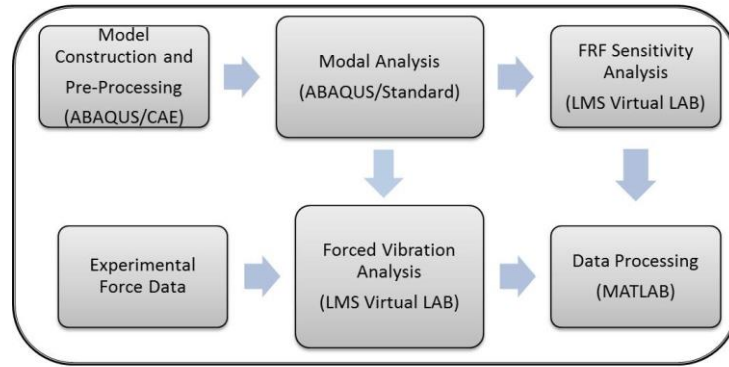 Model
Construction and
Pre-Processing
(ABAQUS/CAE)
Modal Analysis
(ABAQUS/Standard)
FRF Sensitivity
Analysis
(LMS Virtual LAB)
Experimental
Force Data
Forced Vibration
Analysis
(LMS Virtual LAB)
Data Processing
(MATLAB)